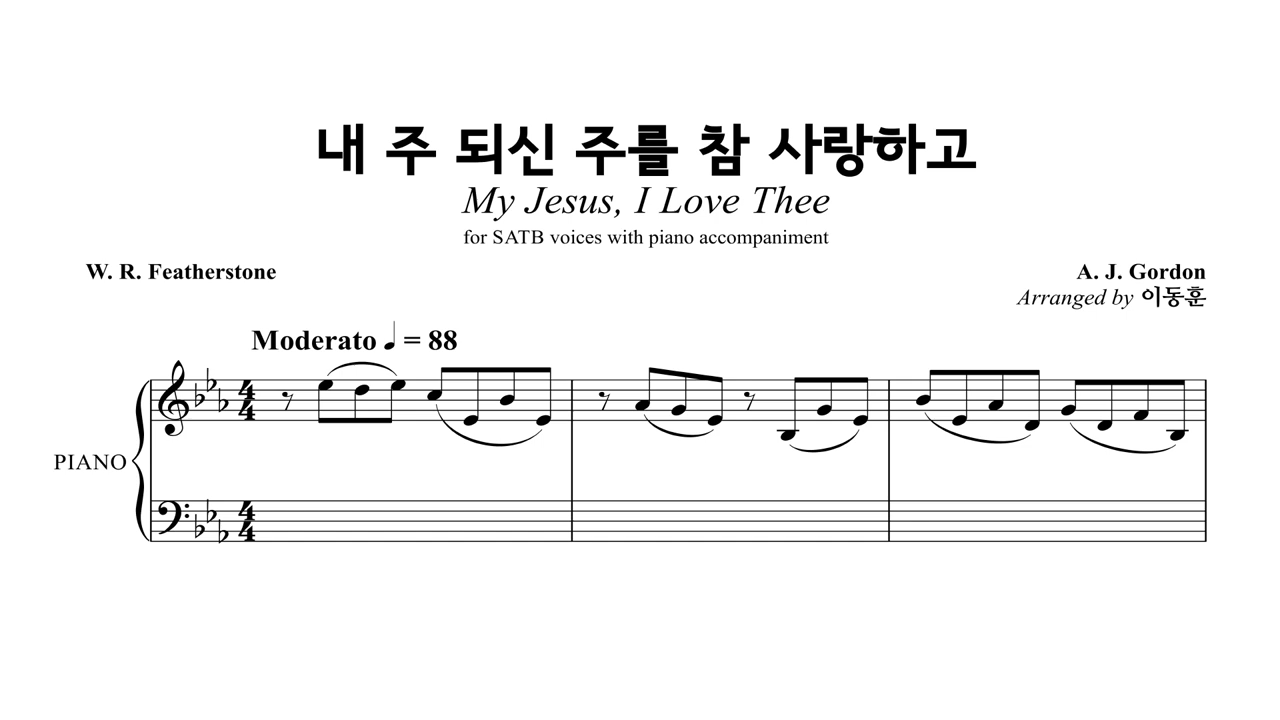 내 주 되신 주를 참 사랑하고
My Jesus, I Love Thee
for SATB voices with piano accompaniment
W. R. Featherstone
A. J. Gordon
Arranged by 이동훈
Moderato ♩ = 88
PIANO